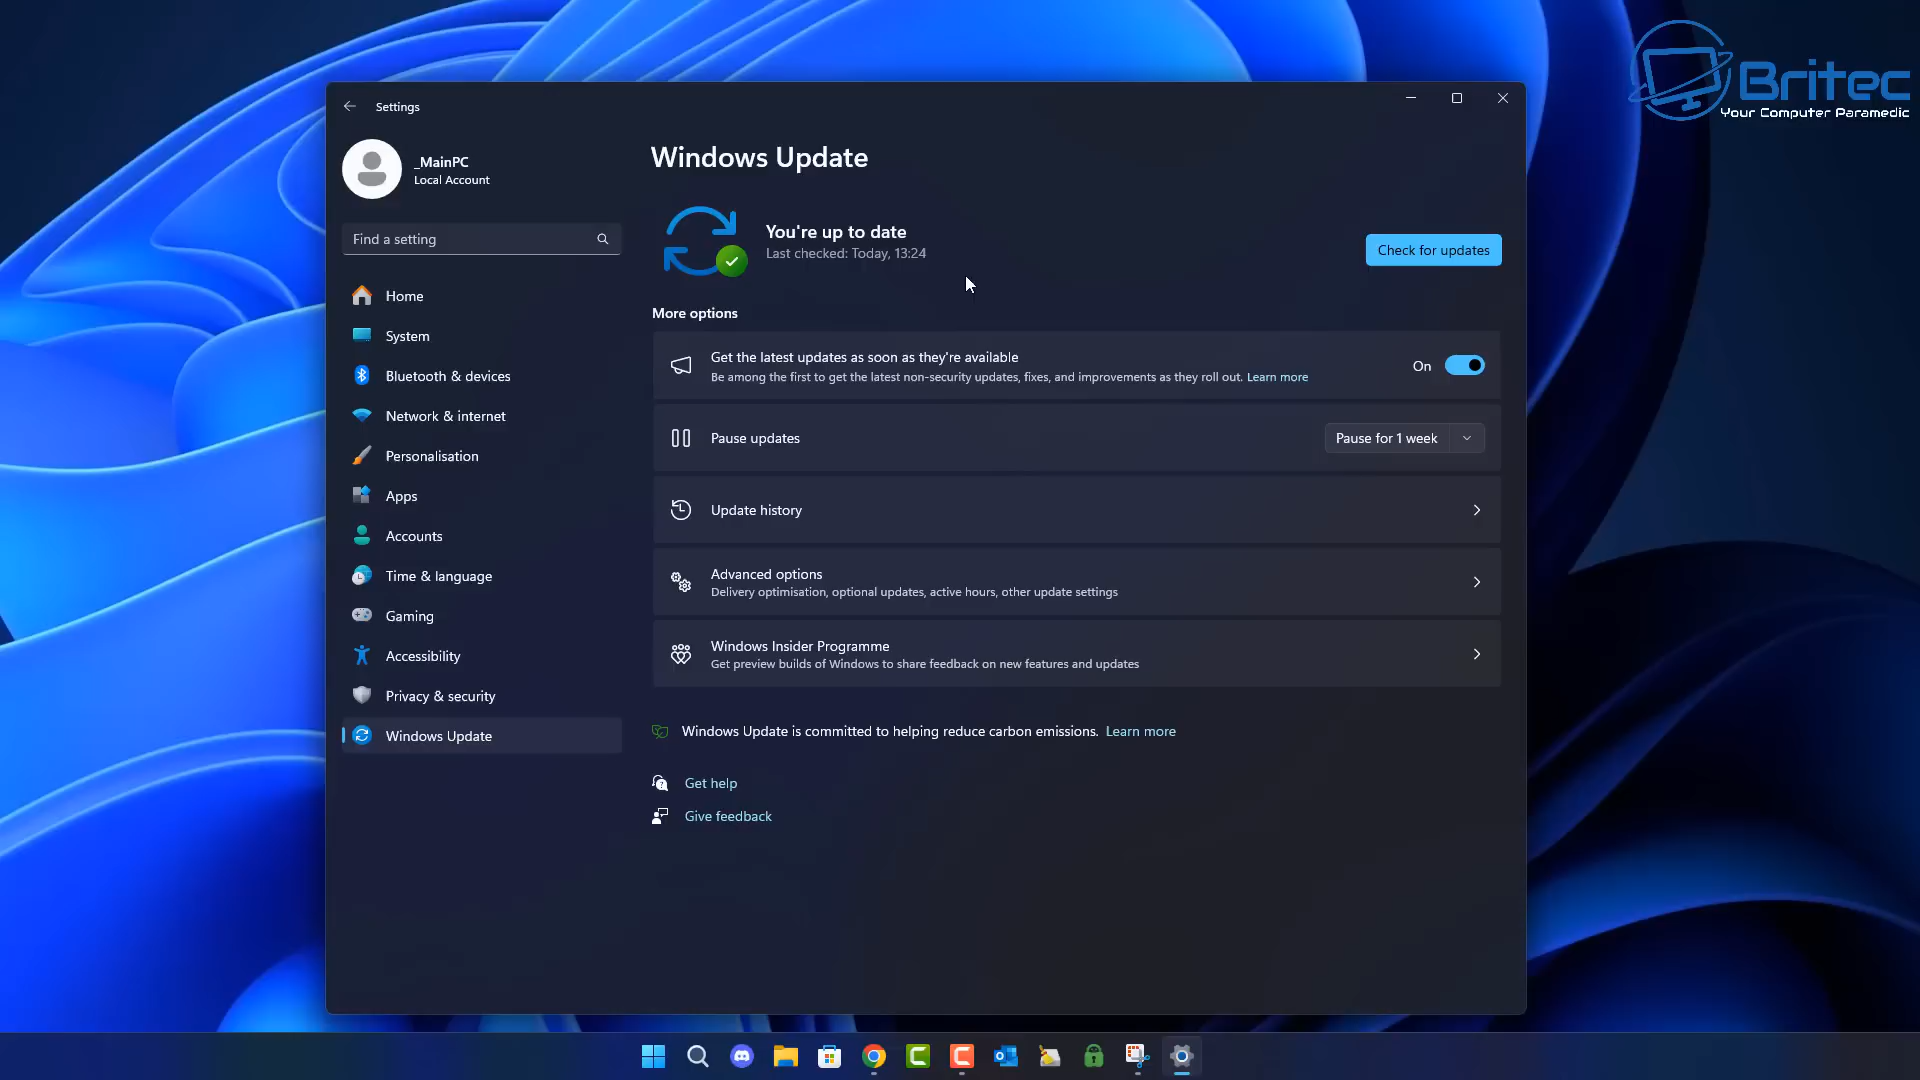 Britec
Your Computer Paramedic
Settings
_MainPC
Local Account
Find a setting
Home
System
Bluetooth & devices
Network & internet
Personalisation
Apps
Accounts
Time & language
Gaming
Accessibility
Privacy & security
Windows Update
Windows Update
You're up to date
Last checked: Today, 13:24
Check for updates
More options
Get the latest updates as soon as they're available
Be among the first to get the latest non-security updates, fixes, and improvements as they roll out. Learn more
On
Pause updates
Pause for 1 week
Update history
Advanced options
Delivery optimisation, optional updates, active hours, other update settings
Windows Insider Programme
Get preview builds of Windows to share feedback on new features and updates
Windows Update is committed to helping reduce carbon emissions. Learn more
Get help
Give feedback